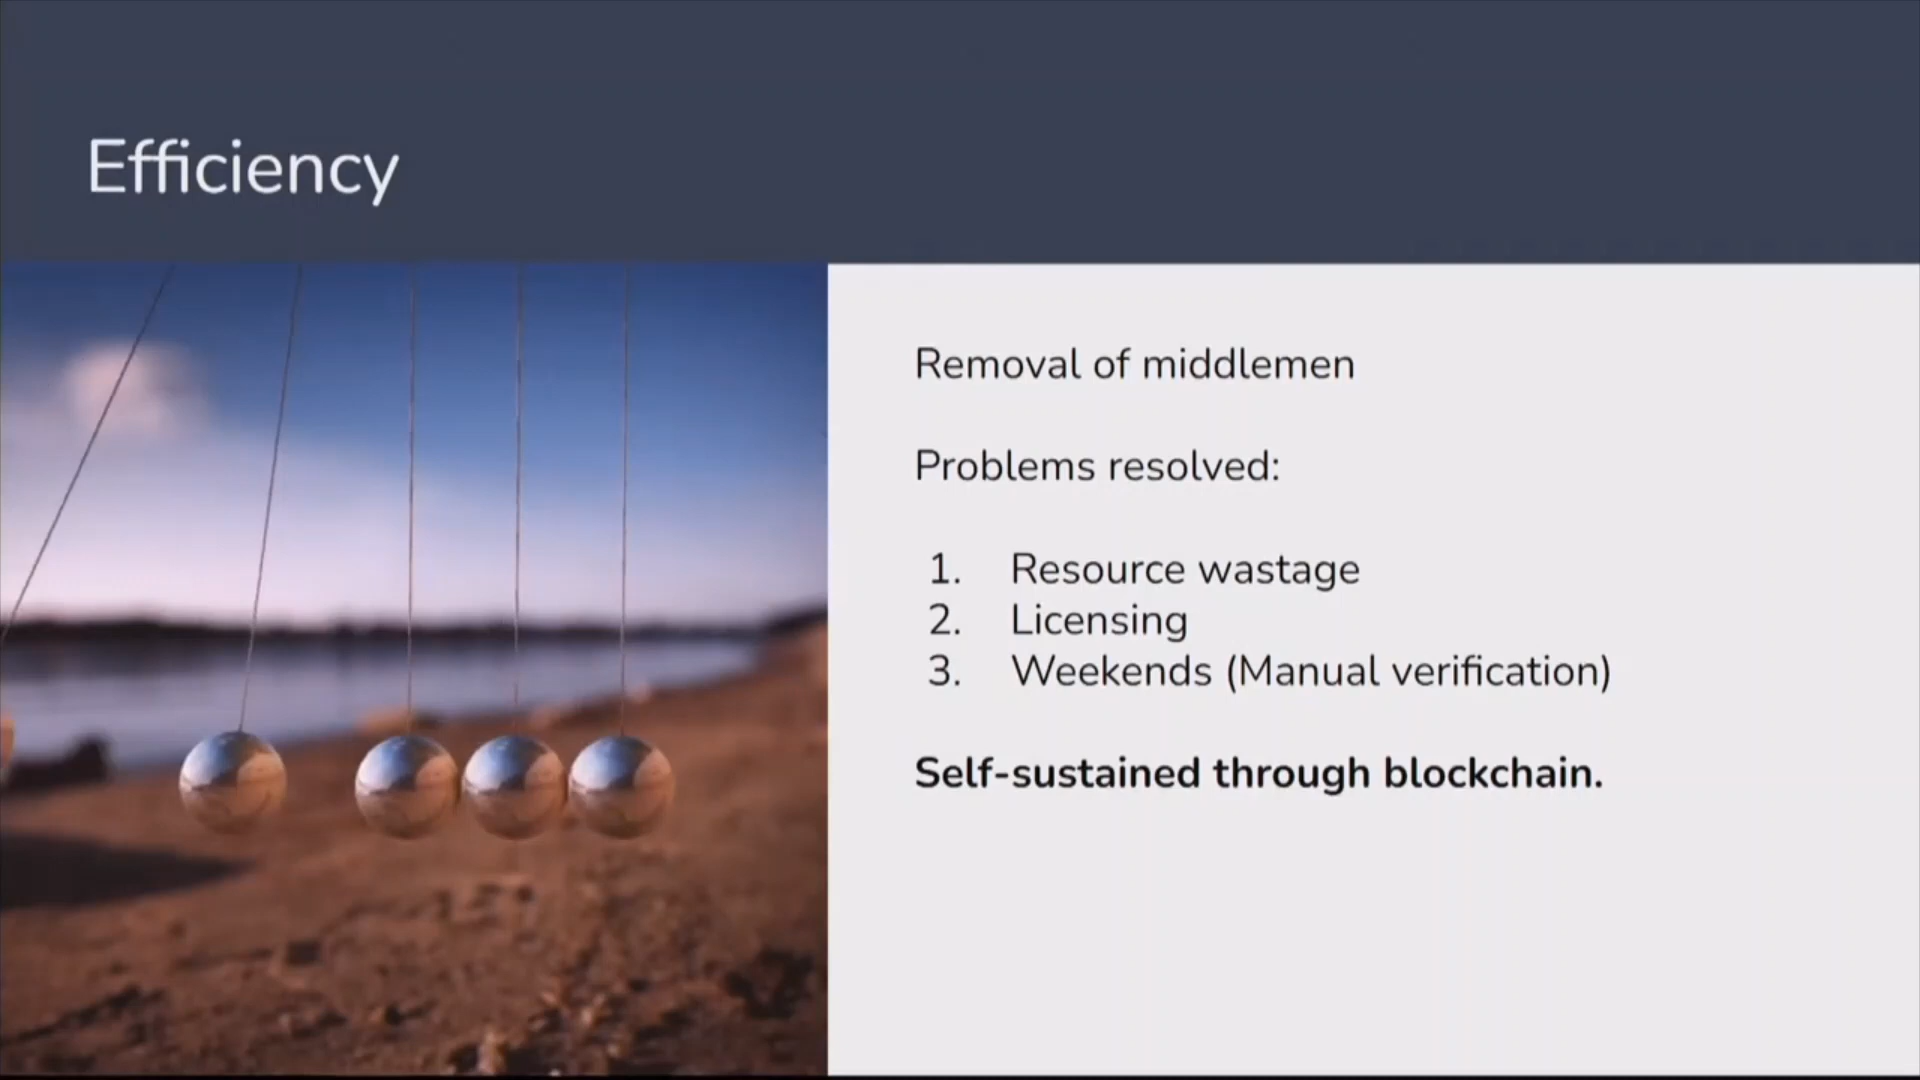 Efficiency
Removal of middlemen
Problems resolved:
1. Resource wastage
2. Licensing
3. Weekends (Manual verification)
Self-sustained through blockchain.